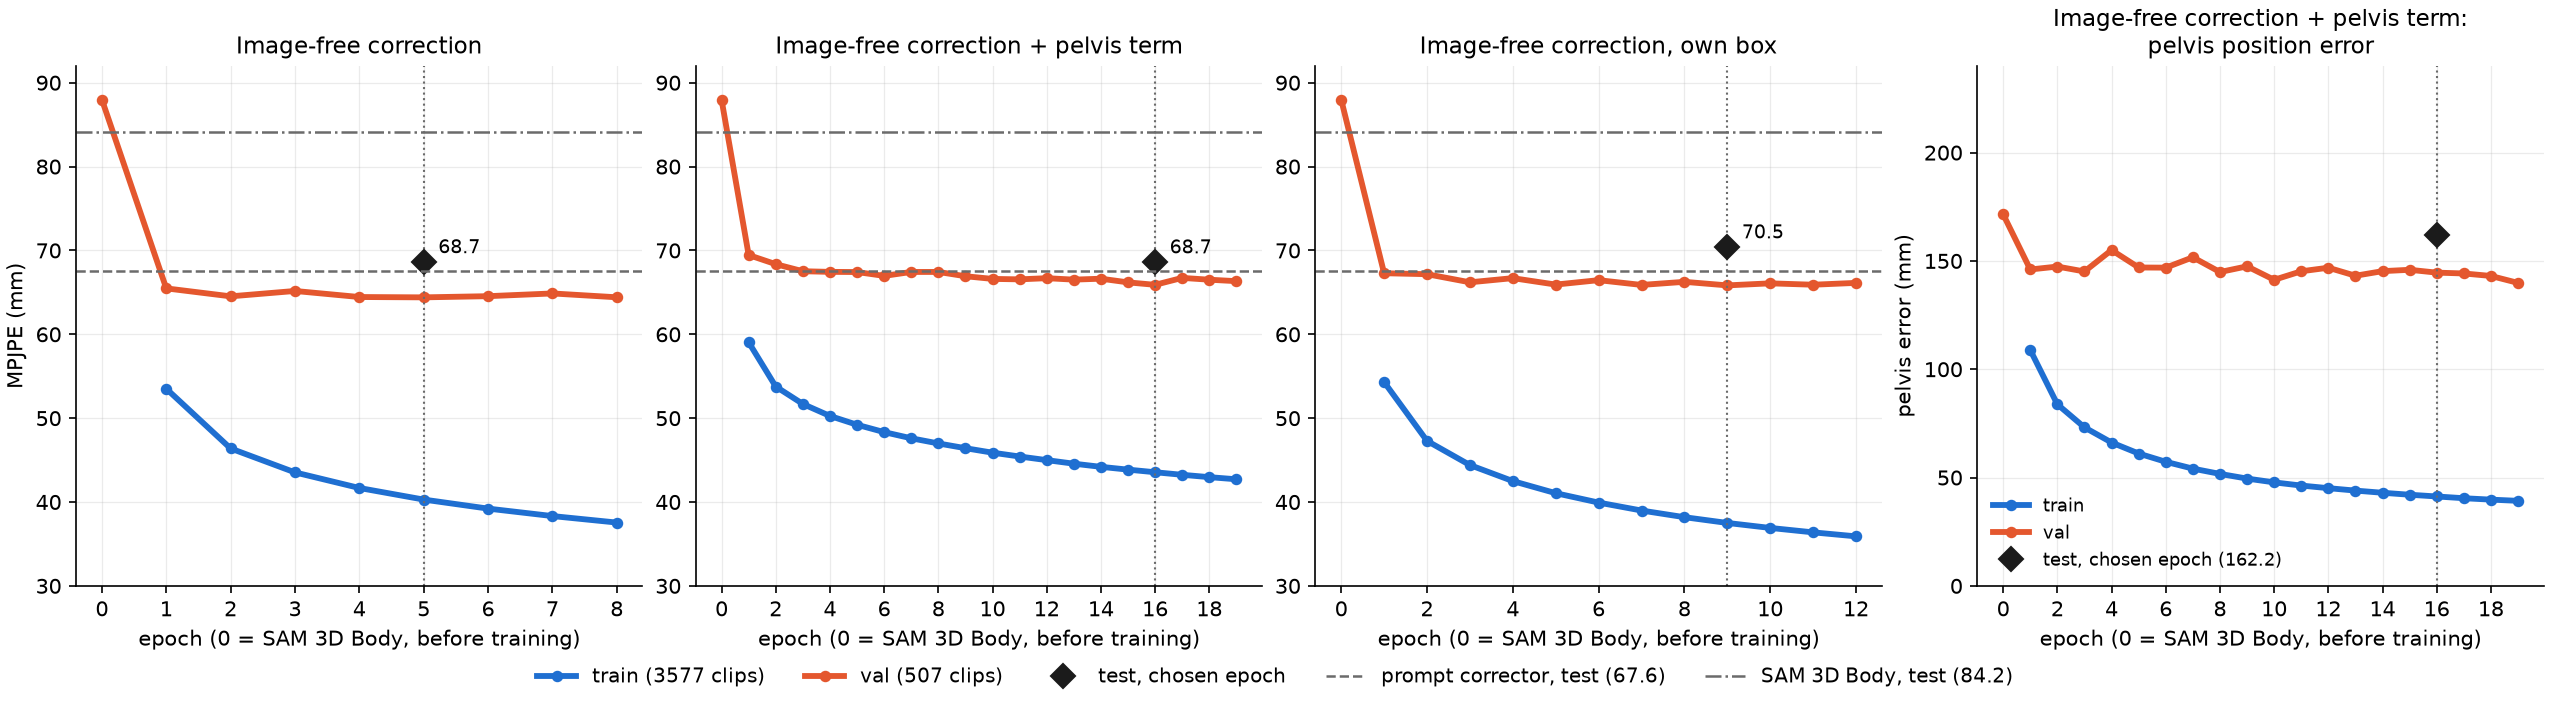 Image-free correction
90
80
70
60
50
40
30
MPJPE (mm)
68.7
0 1 2 3 4 5 6 7 8
epoch (0 = SAM 3D Body, before training)
Image-free correction + pelvis term
90
80
70
60
50
40
30
68.7
0 2 4 6 8 10 12 14 16 18
epoch (0 = SAM 3D Body, before training)
Image-free correction, own box
90
80
70
60
50
40
30
70.5
0 2 4 6 8 10 12
epoch (0 = SAM 3D Body, before training)
Image-free correction + pelvis term:
pelvis position error
200
150
100
50
0
pelvis error (mm)
train
val
test, chosen epoch (162.2)
0 2 4 6 8 10 12 14 16 18
epoch (0 = SAM 3D Body, before training)
train (3577 clips) val (507 clips) test, chosen epoch prompt corrector, test (67.6) SAM 3D Body, test (84.2)